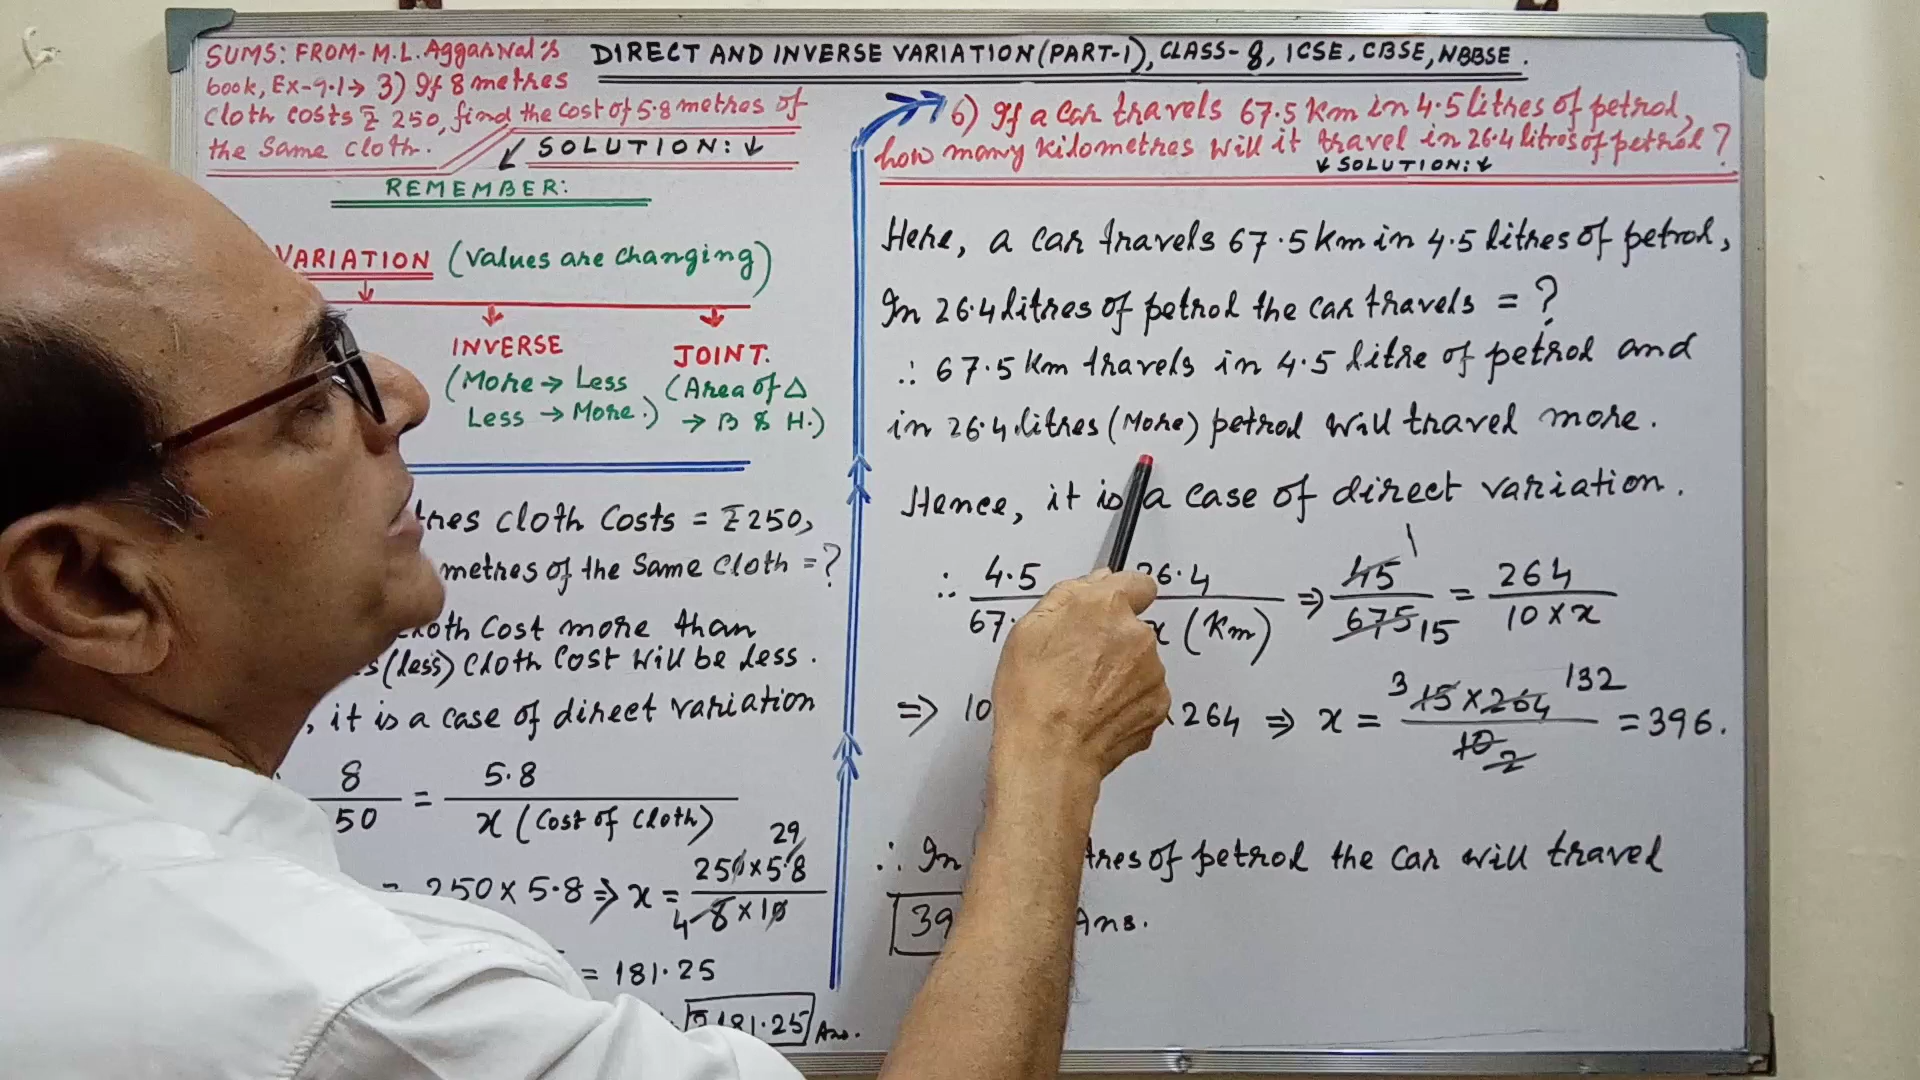 SUMS: FROM- M.L. Aggarwal's
book, Ex-9.1→ 3) If 8 metres
cloth costs ₹ 250, find the cost of 5.8 metres of
the same cloth.
↙ SOLUTION: ↓
REMEMBER:
VARIATION (Values are changing)
INVERSE
(More → Less
Less → More.)
JOINT.
(Area of △
→ B & H.)
cloth costs = ₹250,
metres of the same cloth = ?
cloth cost more than
(less) cloth cost will be less.
, it is a case of direct variation
8 / 50 = 5.8 / x (cost of cloth)
= 250 × 5.8 ⇒ x = 250 × 58 29 / 4 8 × 10
= 181.25
₹181.25 Ans.
DIRECT AND INVERSE VARIATION (PART-1), CLASS-8, ICSE, CBSE, NBBSE.
6) If a car travels 67.5 km in 4.5 litres of petrol,
how many kilometres will it travel in 26.4 litres of petrol?
↓ SOLUTION: ↓
Here, a car travels 67.5 km in 4.5 litres of petrol,
In 26.4 litres of petrol the car travels = ?
∴ 67.5 km travels in 4.5 litre of petrol and
in 26.4 litres (More) petrol will travel more.
Hence, it is a case of direct variation.
∴ 4.5 / 67. 26.4 / x (km) ⇒ 45 1 / 675 15 = 264 / 10 × x
⇒ 10 × 264 ⇒ x = 3 15 × 264 132 / 10 2 = 396.
∴ In of petrol the car will travel
39 Ans.